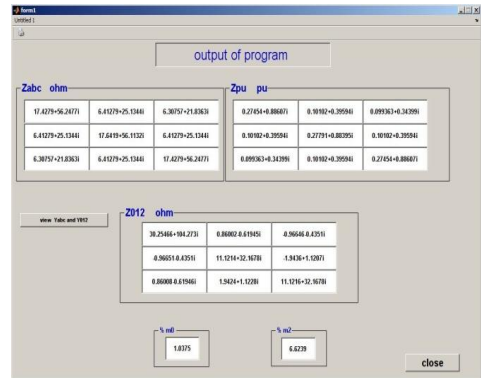 form1
Untitled 1
output of program
Zabc ohm
17.4279+56.2477i 6.41279+25.1344i 6.30757+21.8363i
6.41279+25.1344i 17.6419+56.1132i 6.41279+25.1344i
6.30757+21.8363i 6.41279+25.1344i 17.4279+56.2477i
Zpu pu
0.27454+0.88607i 0.10102+0.39594i 0.099363+0.34399i
0.10102+0.39594i 0.27791+0.88395i 0.10102+0.39594i
0.099363+0.34399i 0.10102+0.39594i 0.27454+0.88607i
view Yabc and Y012
Z012 ohm
30.25466+104.273i 0.86002-0.61945i -0.96646-0.4351i
-0.96651-0.4351i 11.1214+32.1678i -1.9436+1.1207i
0.86008-0.61946i 1.9424+1.1228i 11.1216+32.1678i
% m0
1.0375
% m2
6.6239
close